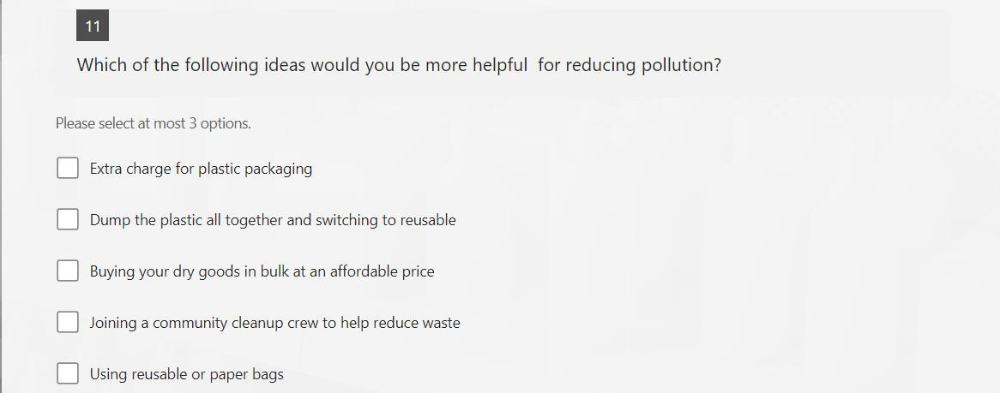 11
Which of the following ideas would you be more helpful  for reducing pollution?
Please select at most 3 options.
Extra charge for plastic packaging
Dump the plastic all together and switching to reusable
Buying your dry goods in bulk at an affordable price
Joining a community cleanup crew to help reduce waste
Using reusable or paper bags